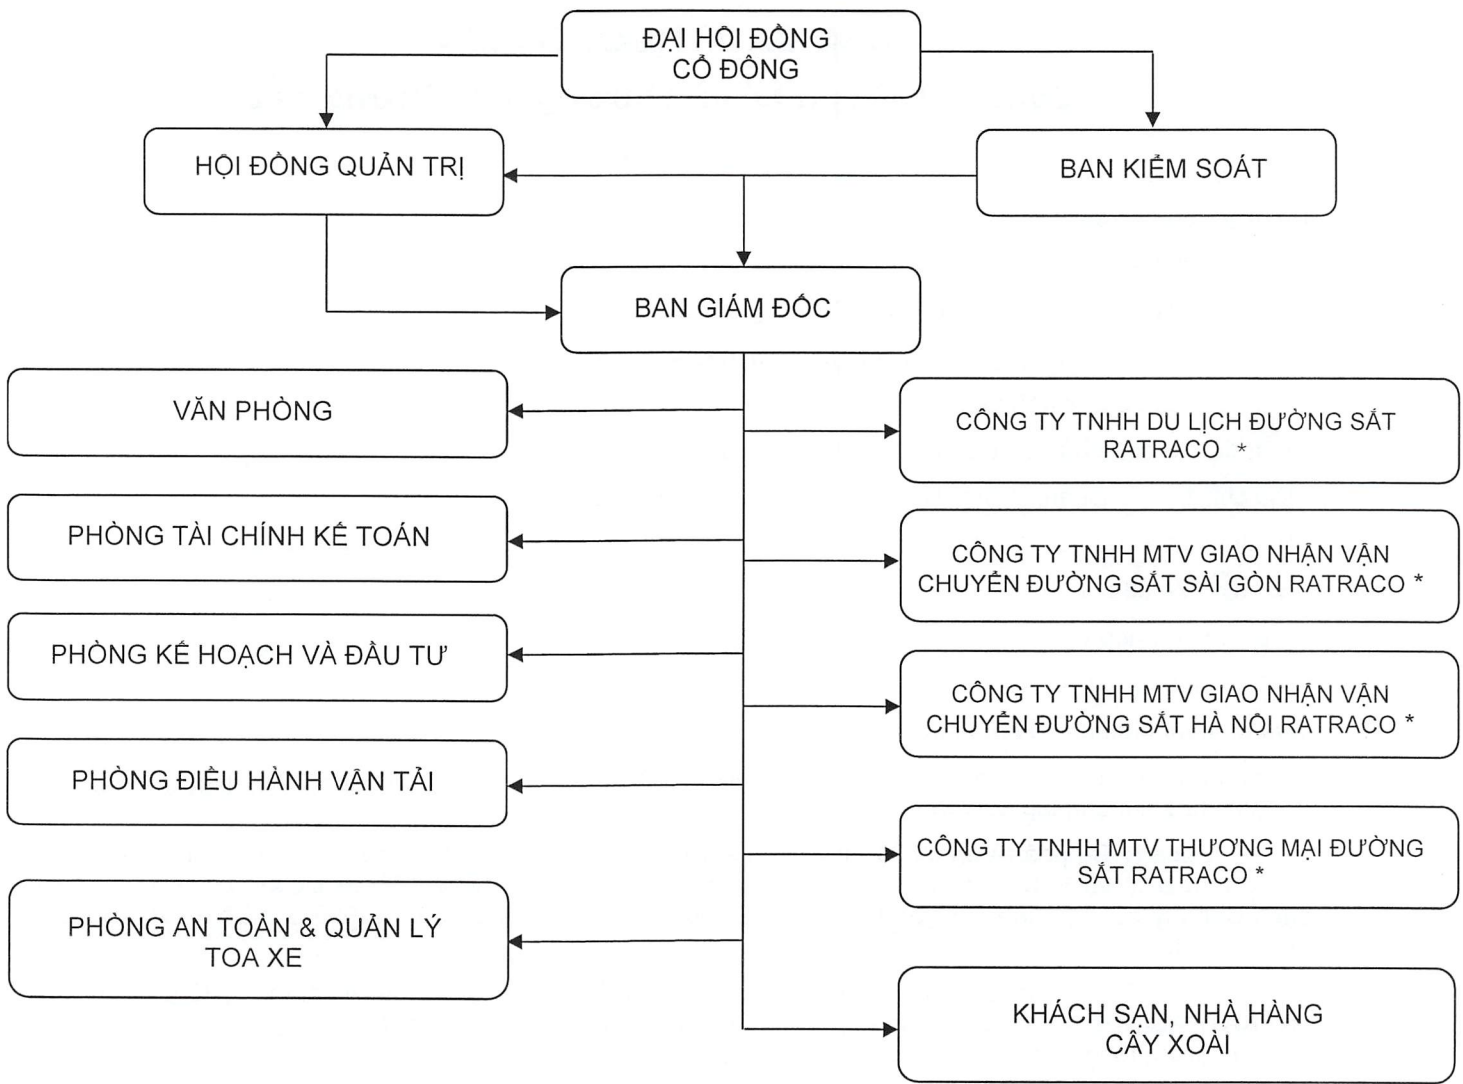 ĐẠI HỘI ĐỒNG
CỔ ĐÔNG
HỘI ĐỒNG QUẢN TRỊ
BAN KIỂM SOÁT
BAN GIÁM ĐỐC
VĂN PHÒNG
CÔNG TY TNHH DU LỊCH ĐƯỜNG SẮT
RATRACO *
PHÒNG TÀI CHÍNH KẾ TOÁN
CÔNG TY TNHH MTV GIAO NHẬN VẬN
CHUYỂN ĐƯỜNG SẮT SÀI GÒN RATRACO *
PHÒNG KẾ HOẠCH VÀ ĐẦU TƯ
CÔNG TY TNHH MTV GIAO NHẬN VẬN
CHUYỂN ĐƯỜNG SẮT HÀ NỘI RATRACO *
PHÒNG ĐIỀU HÀNH VẬN TẢI
CÔNG TY TNHH MTV THƯƠNG MẠI ĐƯỜNG
SẮT RATRACO *
PHÒNG AN TOÀN & QUẢN LÝ
TOA XE
KHÁCH SẠN, NHÀ HÀNG
CÂY XOÀI